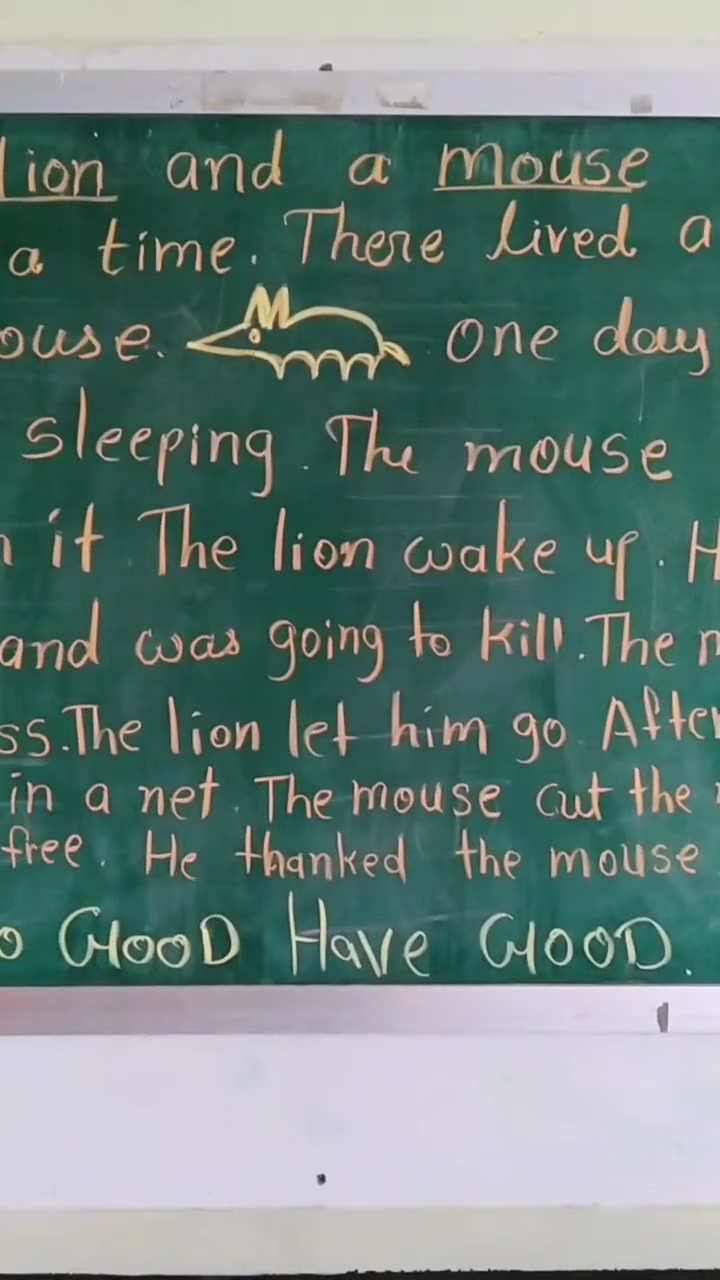 lion and a mouse
a time. There lived a
ouse. One day
sleeping. The mouse
it The lion wake up. H
and was going to kill. The
ss. The lion let him go After
in a net. The mouse cut the
free. He thanked the mouse
o GOOD Have GOOD.